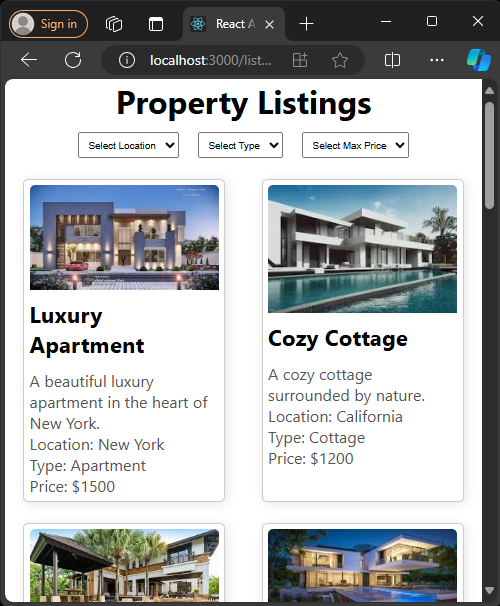 Sign in
React A
localhost:3000/list...
Property Listings
Select Location
Select Type
Select Max Price
Luxury
Apartment
A beautiful luxury
apartment in the heart of
New York.
Location: New York
Type: Apartment
Price: $1500
Cozy Cottage
A cozy cottage
surrounded by nature.
Location: California
Type: Cottage
Price: $1200